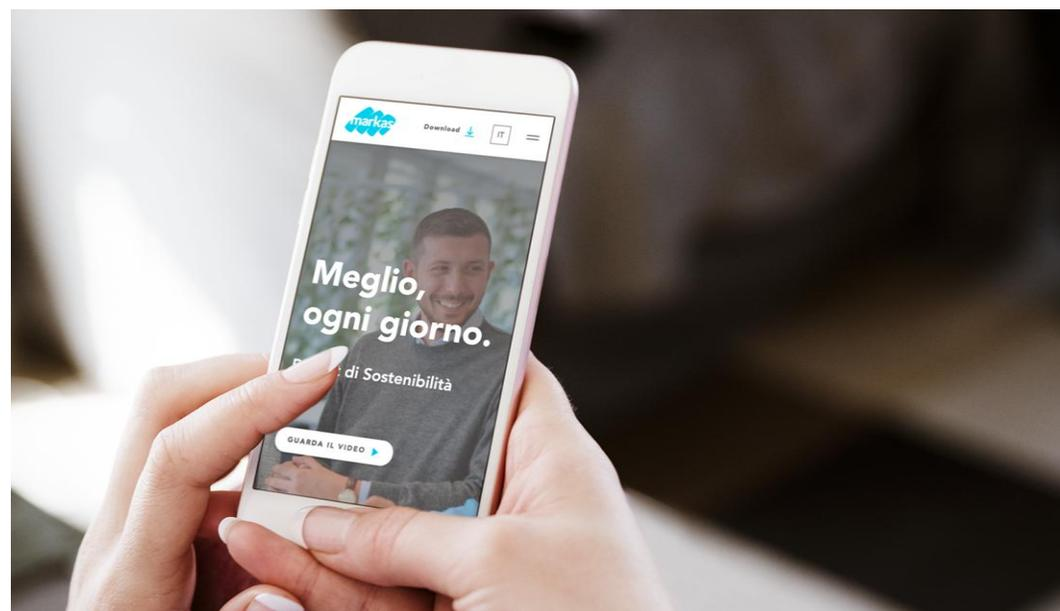 markas
Download
IT
Meglio,
ogni giorno.
di Sostenibilità
GUARDA IL VIDEO